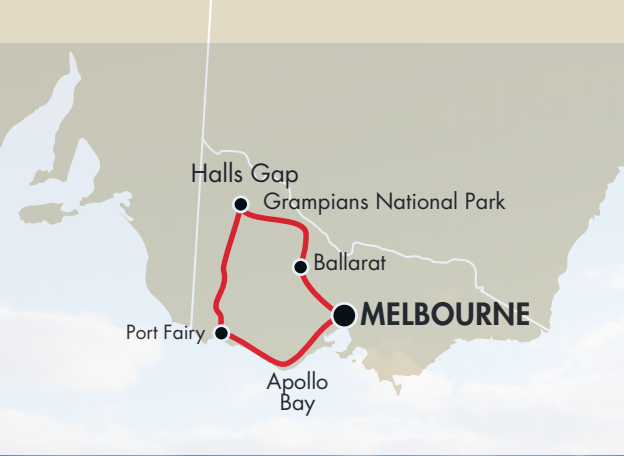 Halls Gap
Grampians National Park
Ballarat
MELBOURNE
Port Fairy
Apollo
Bay